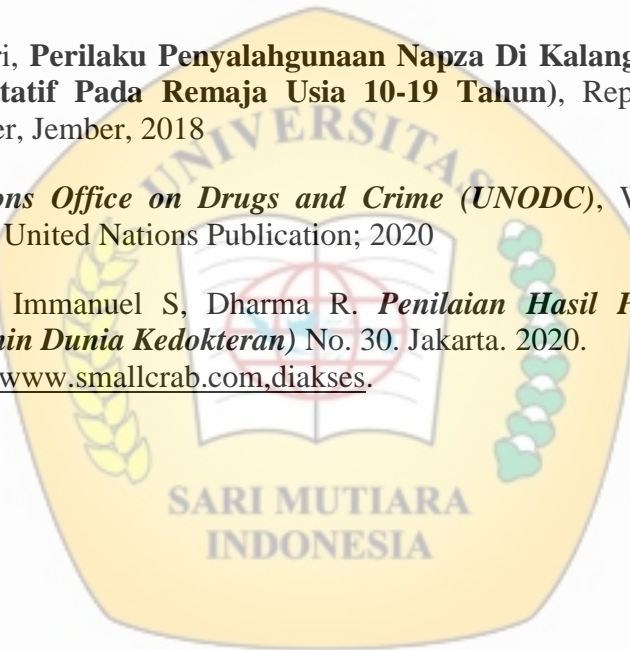 ri, Perilaku Penyalahgunaan Napza Di Kalang
tatif Pada Remaja Usia 10-19 Tahun), Rep
er, Jember, 2018
ons Office on Drugs and Crime (UNODC), V
United Nations Publication; 2020
Immanuel S, Dharma R. Penilaian Hasil P
nin Dunia Kedokteran) No. 30. Jakarta. 2020.
www.smallcrab.com,diakses.
UNIVERSITAS
SARI MUTIARA
INDONESIA